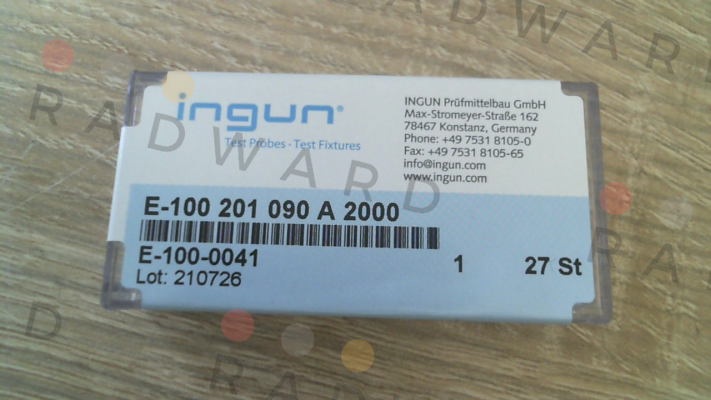 ingun®
Test Probes - Test Fixtures
INGUN Prüfmittelbau GmbH
Max-Stromeyer-Straße 162
78467 Konstanz, Germany
Phone: +49 7531 8105-0
Fax: +49 7531 8105-65
info@ingun.com
www.ingun.com
E-100 201 090 A 2000
E-100-0041 1 27 St
Lot: 210726
RADWARD
RADWARD
RADWARD